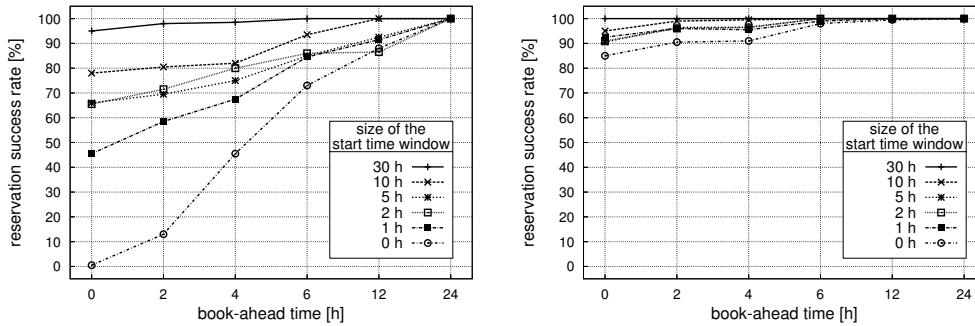 reservation success rate [%]
100
90
80
70
60
50
40
30
20
10
0
size of the
start time window
30 h
10 h
5 h
2 h
1 h
0 h
0 2 4 6 12 24
book-ahead time [h]
reservation success rate [%]
100
90
80
70
60
50
40
30
20
10
0
size of the
start time window
30 h
10 h
5 h
2 h
1 h
0 h
0 2 4 6 12 24
book-ahead time [h]